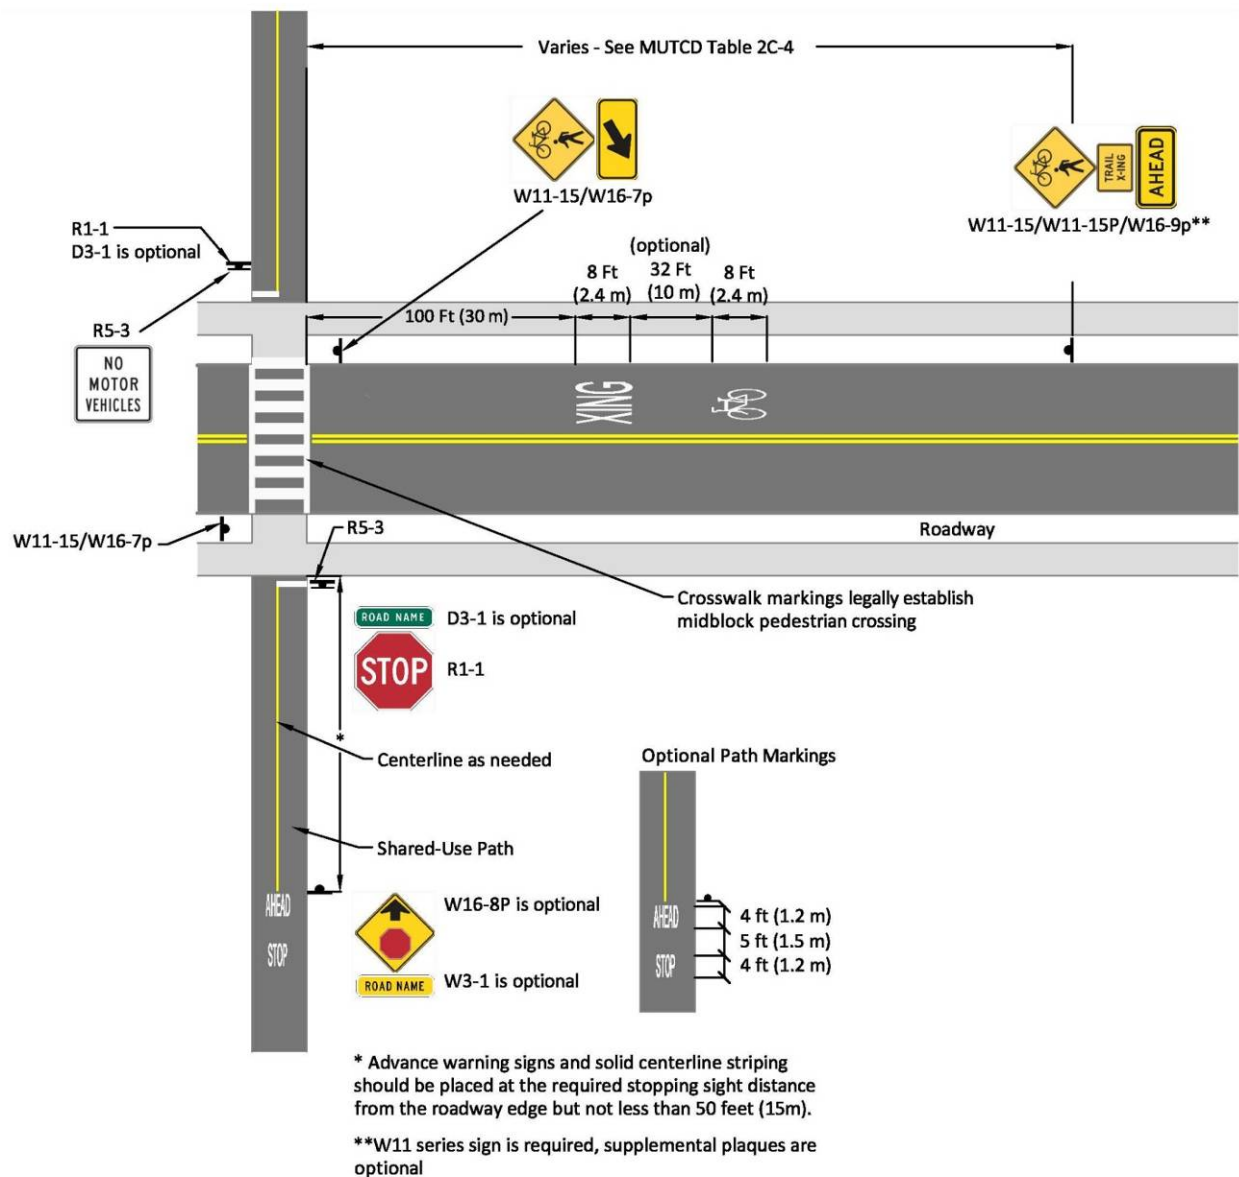 Varies - See MUTCD Table 2C-4
W11-15/W16-7p
TRAIL
X-ING
AHEAD
W11-15/W11-15P/W16-9p**
R1-1
D3-1 is optional
(optional)
8 Ft
(2.4 m)
32 Ft
(10 m)
8 Ft
(2.4 m)
100 Ft (30 m)
R5-3
NO
MOTOR
VEHICLES
XING
W11-15/W16-7p
R5-3
Roadway
Crosswalk markings legally establish
midblock pedestrian crossing
ROAD NAME
D3-1 is optional
STOP
R1-1
*
Centerline as needed
Optional Path Markings
Shared-Use Path
AHEAD
STOP
W16-8P is optional
ROAD NAME
W3-1 is optional
AHEAD
STOP
4 ft (1.2 m)
5 ft (1.5 m)
4 ft (1.2 m)
* Advance warning signs and solid centerline striping
should be placed at the required stopping sight distance
from the roadway edge but not less than 50 feet (15m).
**W11 series sign is required, supplemental plaques are
optional